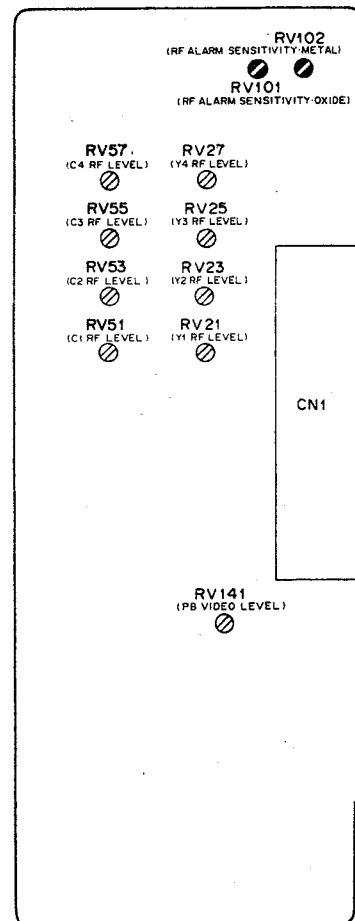 RV102
(RF ALARM SENSITIVITY·METAL)
RV101
(RF ALARM SENSITIVITY·OXIDE)
RV57 RV27
(C4 RF LEVEL) (Y4 RF LEVEL)
RV55 RV25
(C3 RF LEVEL) (Y3 RF LEVEL)
RV53 RV23
(C2 RF LEVEL) (Y2 RF LEVEL)
RV51 RV21
(C1 RF LEVEL) (Y1 RF LEVEL)
CN1
RV141
(PB VIDEO LEVEL)